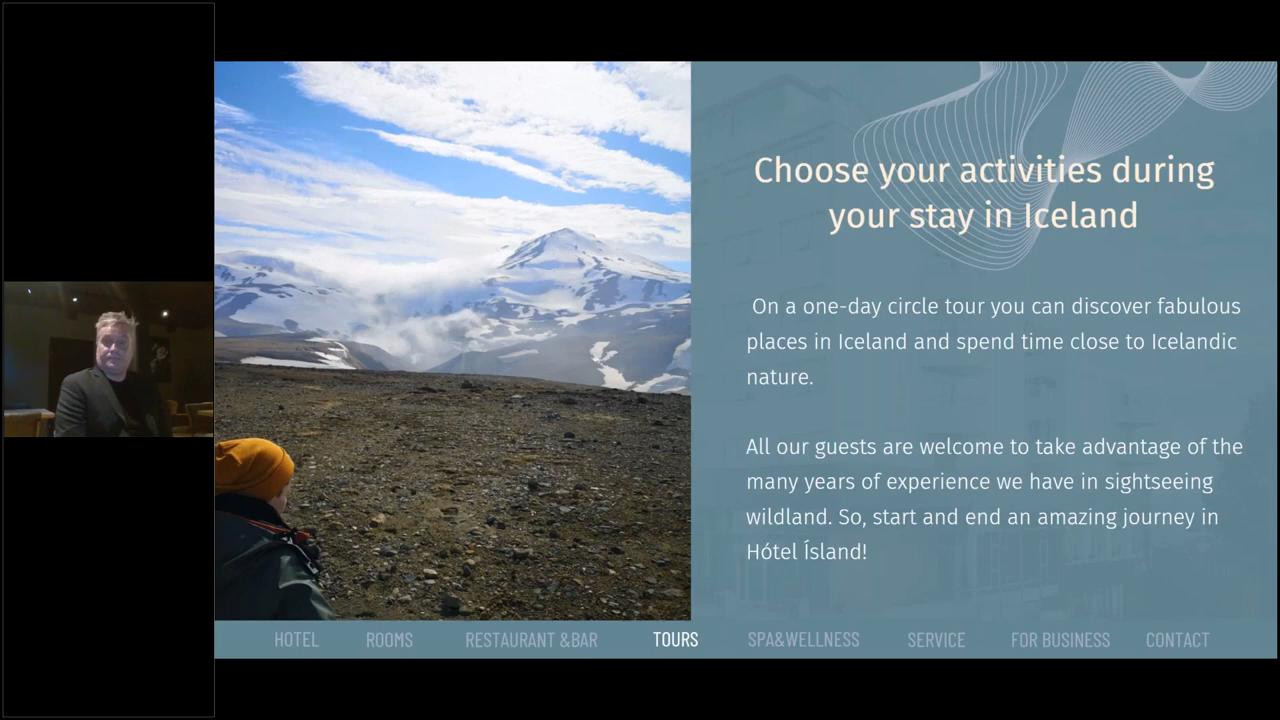 Choose your activities during
your stay in Iceland
On a one-day circle tour you can discover fabulous
places in Iceland and spend time close to Icelandic
nature.
All our guests are welcome to take advantage of the
many years of experience we have in sightseeing
wildland. So, start and end an amazing journey in
Hótel Ísland!
HOTEL ROOMS RESTAURANT &BAR TOURS SPA&WELLNESS SERVICE FOR BUSINESS CONTACT